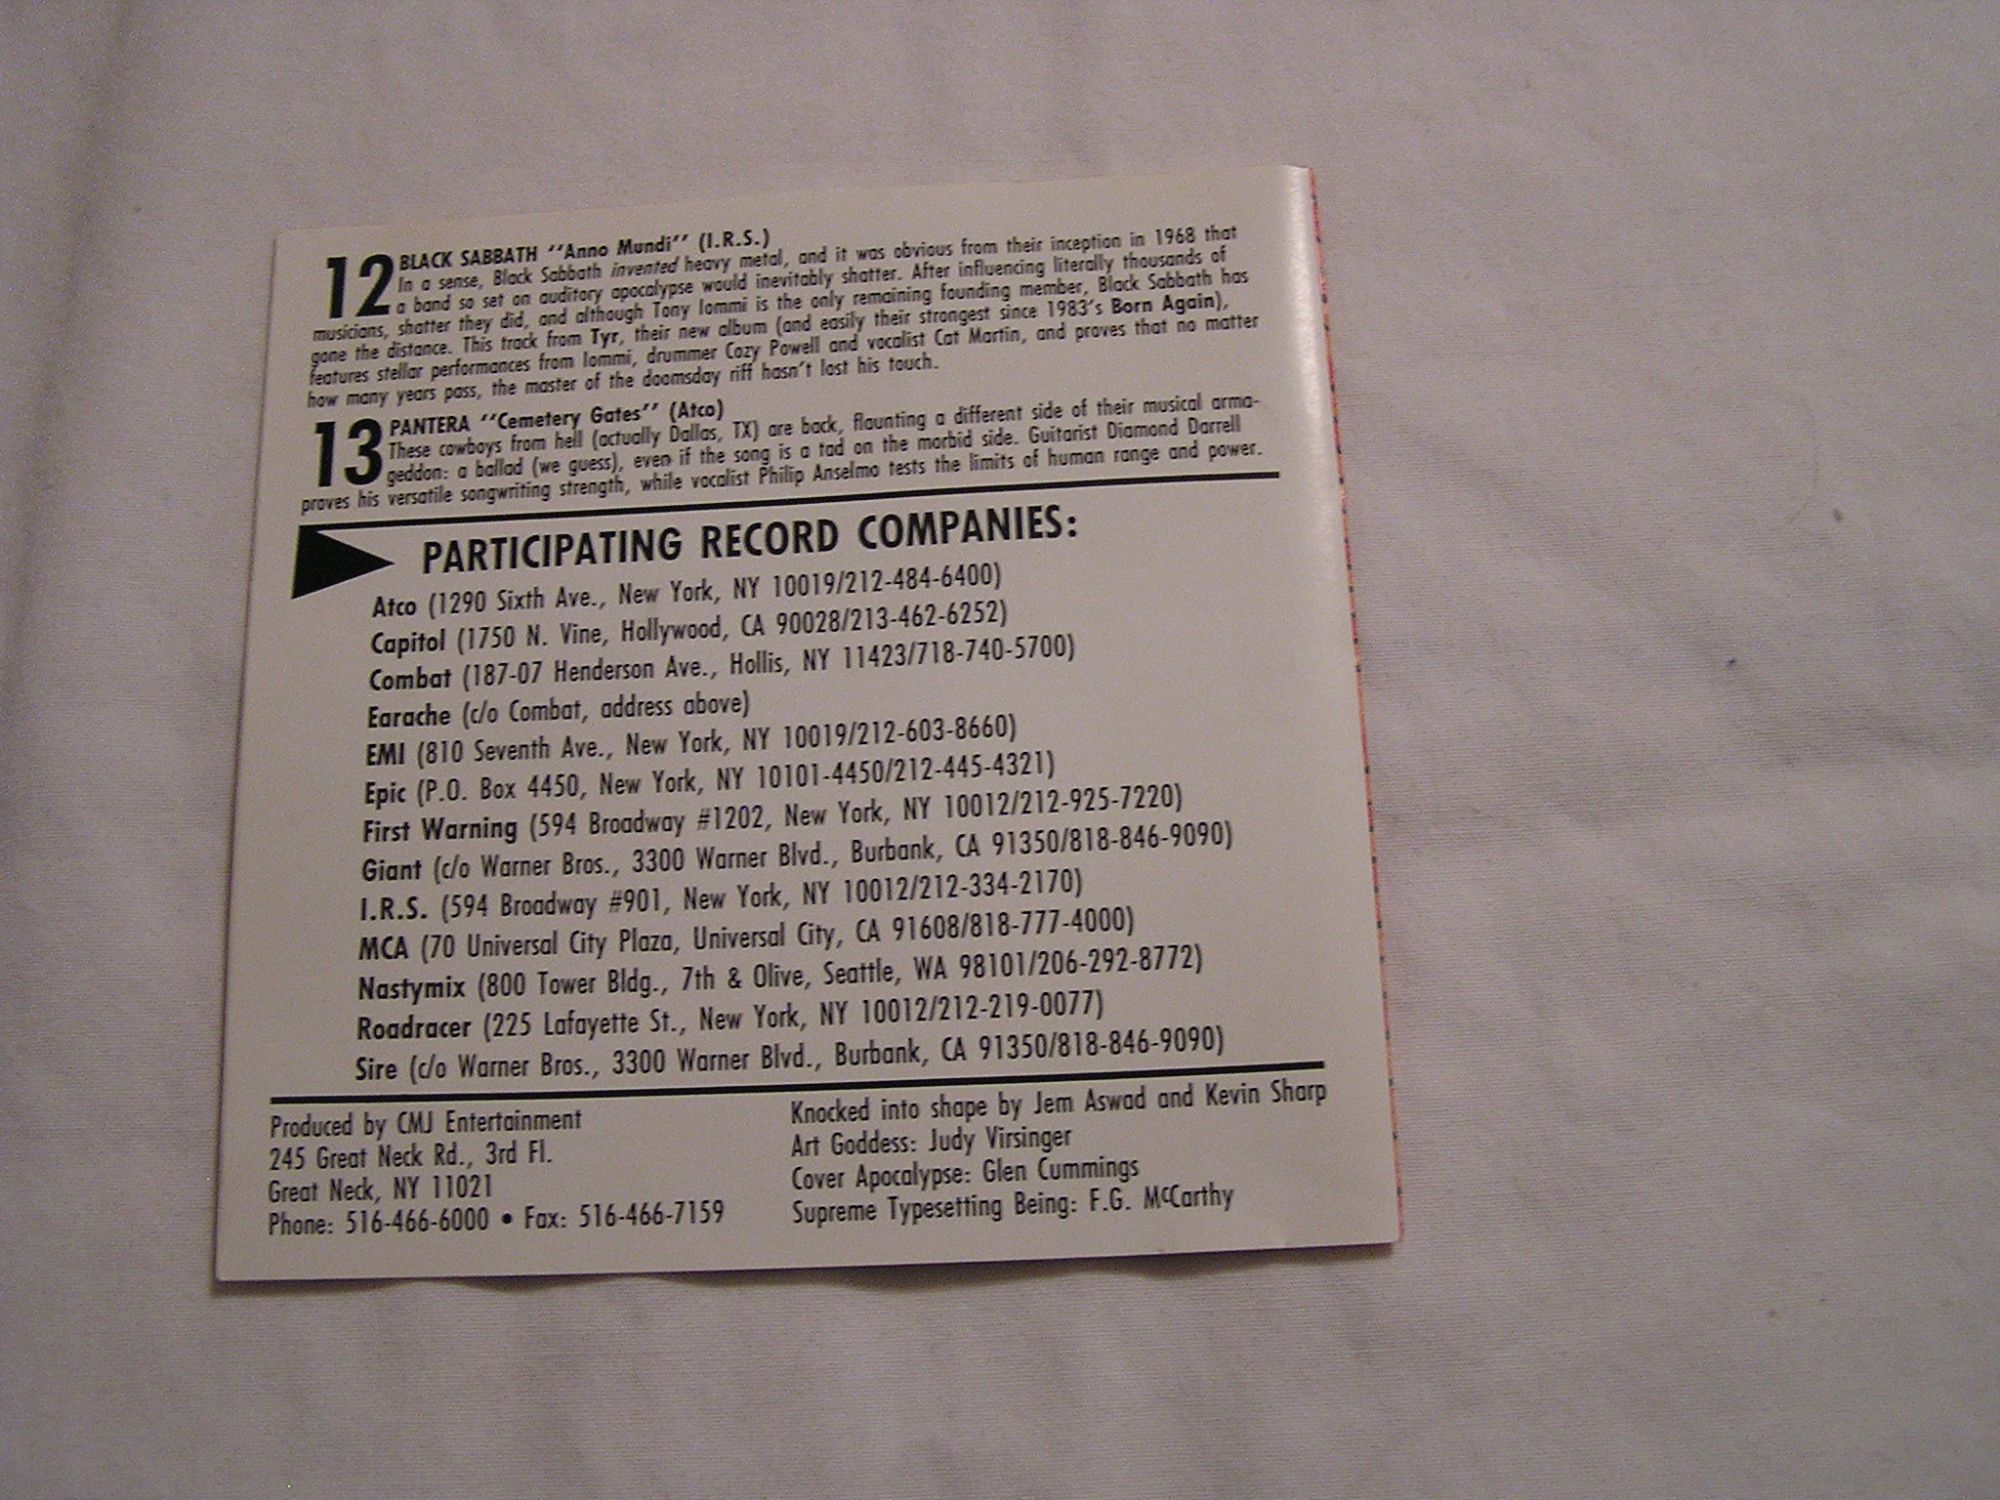 12 BLACK SABBATH ‘‘Anno Mundi’’ (I.R.S.)
In a sense, Black Sabbath invented heavy metal, and it was obvious from their inception in 1968 that
a band so set on auditory apocalypse would inevitably shatter. After influencing literally thousands of
musicians, shatter they did, and although Tony Iommi is the only remaining founding member, Black Sabbath has
gone the distance. This track from Tyr, their new album (and easily their strongest since 1983's Born Again),
features stellar performances from Iommi, drummer Cozy Powell and vocalist Cat Martin, and proves that no matter
how many years pass, the master of the doomsday riff hasn't lost his touch.
13 PANTERA ‘‘Cemetery Gates’’ (Atco)
These cowboys from hell (actually Dallas, TX) are back, flaunting a different side of their musical arma-
geddon: a ballad (we guess), even if the song is a tad on the morbid side. Guitarist Diamond Darrell
proves his versatile songwriting strength, while vocalist Philip Anselmo tests the limits of human range and power.
PARTICIPATING RECORD COMPANIES:
Atco (1290 Sixth Ave., New York, NY 10019/212-484-6400)
Capitol (1750 N. Vine, Hollywood, CA 90028/213-462-6252)
Combat (187-07 Henderson Ave., Hollis, NY 11423/718-740-5700)
Earache (c/o Combat, address above)
EMI (810 Seventh Ave., New York, NY 10019/212-603-8660)
Epic (P.O. Box 4450, New York, NY 10101-4450/212-445-4321)
First Warning (594 Broadway #1202, New York, NY 10012/212-925-7220)
Giant (c/o Warner Bros., 3300 Warner Blvd., Burbank, CA 91350/818-846-9090)
I.R.S. (594 Broadway #901, New York, NY 10012/212-334-2170)
MCA (70 Universal City Plaza, Universal City, CA 91608/818-777-4000)
Nastymix (800 Tower Bldg., 7th & Olive, Seattle, WA 98101/206-292-8772)
Roadracer (225 Lafayette St., New York, NY 10012/212-219-0077)
Sire (c/o Warner Bros., 3300 Warner Blvd., Burbank, CA 91350/818-846-9090)
Produced by CMJ Entertainment
245 Great Neck Rd., 3rd Fl.
Great Neck, NY 11021
Phone: 516-466-6000 • Fax: 516-466-7159
Knocked into shape by Jem Aswad and Kevin Sharp
Art Goddess: Judy Virsinger
Cover Apocalypse: Glen Cummings
Supreme Typesetting Being: F.G. McCarthy